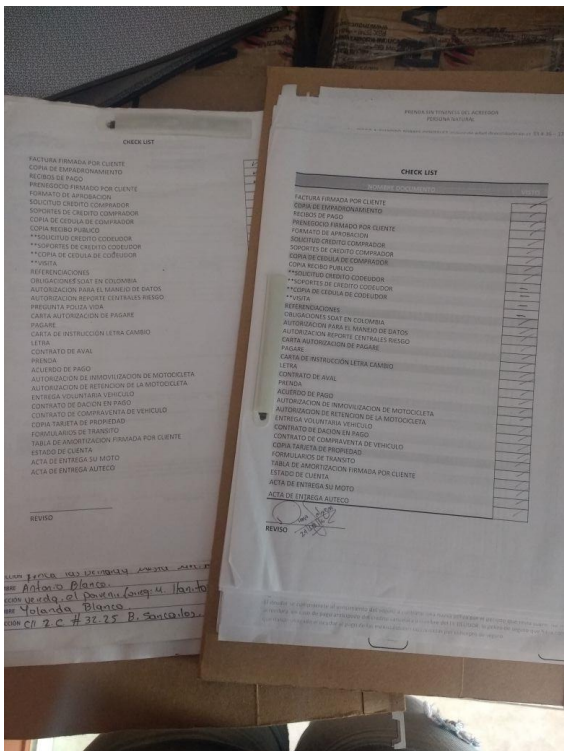 CHECK LIST
FACTURA FIRMADA POR CLIENTE
COPIA DE EMPADRONAMIENTO
RECIBOS DE PAGO
PRENEGOCIO FIRMADO POR CLIENTE
FORMATO DE APROBACION
SOLICITUD CREDITO COMPRADOR
SOPORTES DE CREDITO COMPRADOR
COPIA DE CEDULA DE COMPRADOR
COPIA RECIBO PUBLICO
**SOLICITUD CREDITO CODEUDOR
**SOPORTES DE CREDITO CODEUDOR
**COPIA DE CEDULA DE CODEUDOR
**VISITA
REFERENCIACIONES
OBLIGACIONES SOAT EN COLOMBIA
AUTORIZACION PARA EL MANEJO DE DATOS
AUTORIZACION REPORTE CENTRALES RIESGO
PREGUNTA POLIZA VIDA
CARTA AUTORIZACION DE PAGARE
PAGARE
CARTA DE INSTRUCCIÓN LETRA CAMBIO
LETRA
CONTRATO DE AVAL
PRENDA
ACUERDO DE PAGO
AUTORIZACION DE INMOVILIZACION DE MOTOCICLETA
AUTORIZACION DE RETENCION DE LA MOTOCICLETA
ENTREGA VOLUNTARIA VEHICULO
CONTRATO DE DACION EN PAGO
CONTRATO DE COMPRAVENTA DE VEHICULO
COPIA TARJETA DE PROPIEDAD
FORMULARIOS DE TRANSITO
TABLA DE AMORTIZACION FIRMADA POR CLIENTE
ESTADO DE CUENTA
ACTA DE ENTREGA SU MOTO
ACTA DE ENTREGA AUTECO
REVISO
Antonio Blanco.
Yolanda Blanco.
Cll 2 C # 32.25 B. Sancarlos.
PRENDA SIN TENENCIA DEL ACREEDOR
PERSONA NATURAL
CHECK LIST
NOMBRE DOCUMENTO
FACTURA FIRMADA POR CLIENTE
COPIA DE EMPADRONAMIENTO
RECIBOS DE PAGO
PRENEGOCIO FIRMADO POR CLIENTE
FORMATO DE APROBACION
SOLICITUD CREDITO COMPRADOR
SOPORTES DE CREDITO COMPRADOR
COPIA DE CEDULA DE COMPRADOR
COPIA RECIBO PUBLICO
**SOLICITUD CREDITO CODEUDOR
**SOPORTES DE CREDITO CODEUDOR
**COPIA DE CEDULA DE CODEUDOR
**VISITA
REFERENCIACIONES
OBLIGACIONES SOAT EN COLOMBIA
AUTORIZACION PARA EL MANEJO DE DATOS
AUTORIZACION REPORTE CENTRALES RIESGO
CARTA AUTORIZACION DE PAGARE
PAGARE
CARTA DE INSTRUCCIÓN LETRA CAMBIO
LETRA
CONTRATO DE AVAL
PRENDA
ACUERDO DE PAGO
AUTORIZACION DE INMOVILIZACION DE MOTOCICLETA
AUTORIZACION DE RETENCION DE LA MOTOCICLETA
ENTREGA VOLUNTARIA VEHICULO
CONTRATO DE DACION EN PAGO
CONTRATO DE COMPRAVENTA DE VEHICULO
COPIA TARJETA DE PROPIEDAD
FORMULARIOS DE TRANSITO
TABLA DE AMORTIZACION FIRMADA POR CLIENTE
ESTADO DE CUENTA
ACTA DE ENTREGA SU MOTO
ACTA DE ENTREGA AUTECO
REVISO